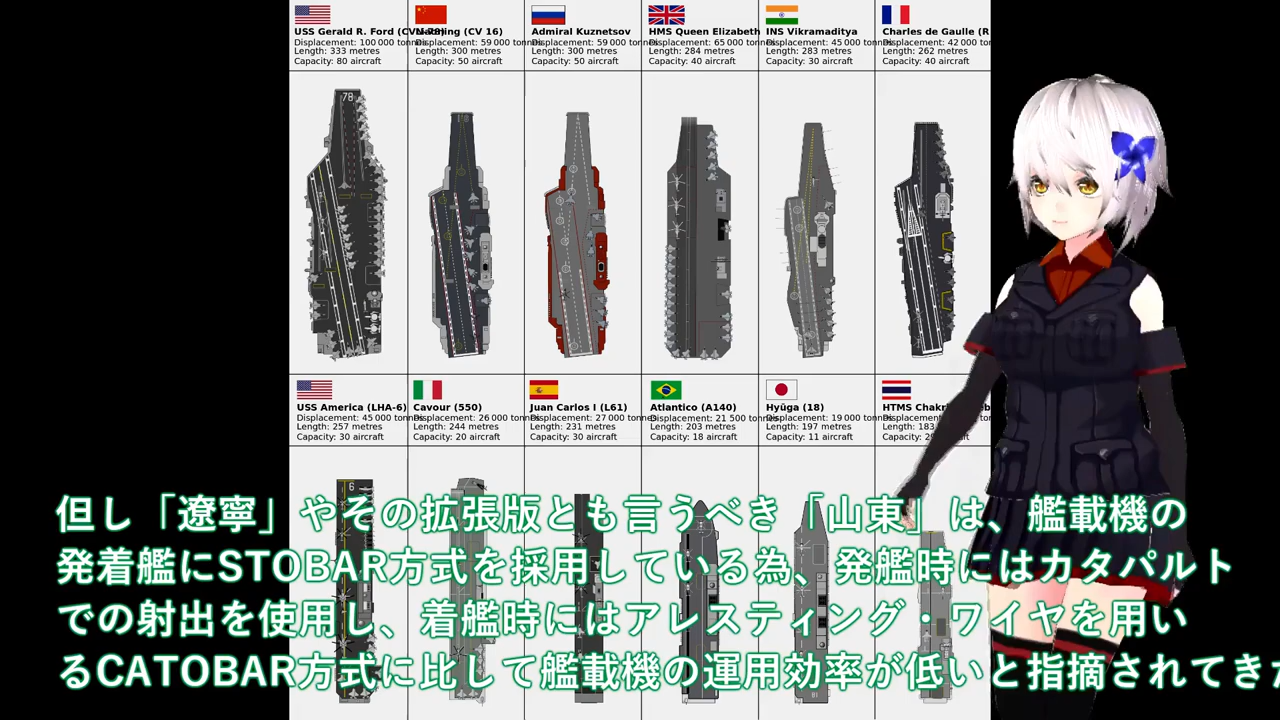 USS Gerald R. Ford (CVN-78)
Displacement: 100 000 tonnes
Length: 333 metres
Capacity: 80 aircraft
(CV 16)
Displacement: 59 000 tonnes
Length: 300 metres
Capacity: 50 aircraft
Admiral Kuznetsov
Displacement: 59 000 tonnes
Length: 300 metres
Capacity: 50 aircraft
HMS Queen Elizabeth
Displacement: 65 000 tonnes
Length: 284 metres
Capacity: 40 aircraft
INS Vikramaditya
Displacement: 45 000 tonnes
Length: 283 metres
Capacity: 30 aircraft
Charles de Gaulle (R
Displacement: 42 000 ton
Length: 262 metres
Capacity: 40 aircraft
78
USS America (LHA-6)
Displacement: 45 000 tonnes
Length: 257 metres
Capacity: 30 aircraft
Cavour (550)
Displacement: 26 000 tonnes
Length: 244 metres
Capacity: 20 aircraft
Juan Carlos I (L61)
Displacement: 27 000 tonnes
Length: 231 metres
Capacity: 30 aircraft
Atlantico (A140)
Displacement: 21 500 tonnes
Length: 203 metres
Capacity: 18 aircraft
Hyūga (18)
Displacement: 19 000 tonnes
Length: 197 metres
Capacity: 11 aircraft
HTMS Chakri
Displacement:
Length: 183
Capacity:
6
但し「遼寧」やその拡張版とも言うべき「山東」は、艦載機の
発着艦にSTOBAR方式を採用している為、発艦時にはカタパルト
での射出を使用し、着艦時にはアレスティング・ワイヤを用い
るCATOBAR方式に比して艦載機の運用効率が低いと指摘されてき